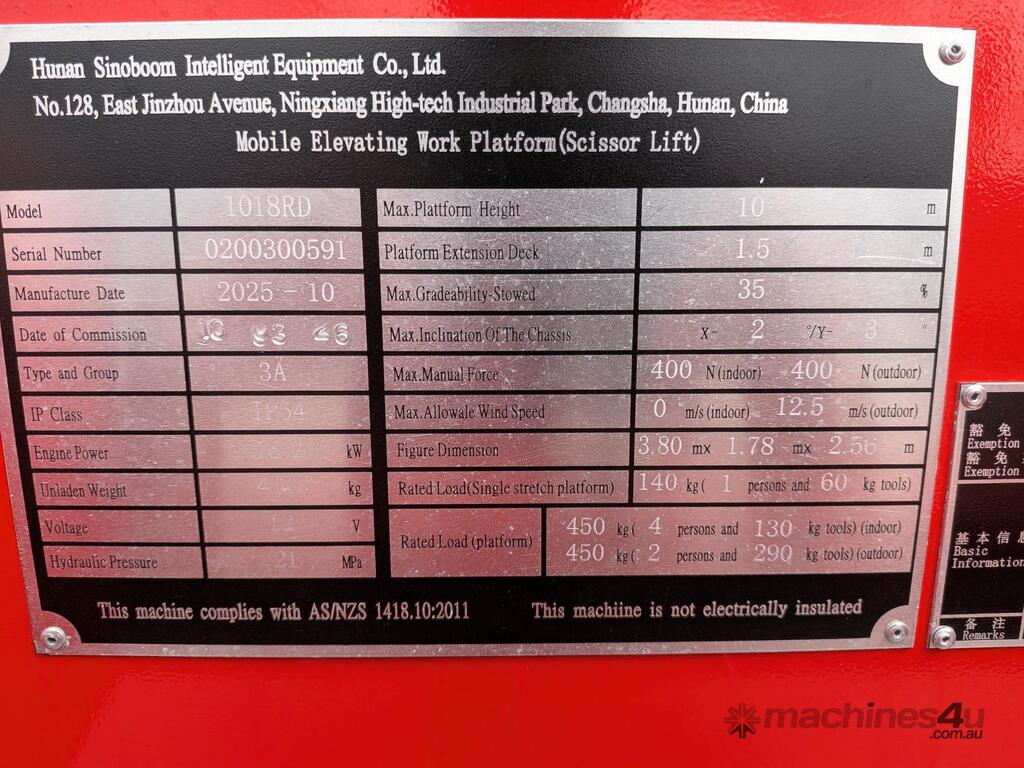 Hunan Sinoboom Intelligent Equipment Co., Ltd.
No.128, East Jinzhou Avenue, Ningxiang High-tech Industrial Park, Changsha, Hunan, China
Mobile Elevating Work Platform(Scissor Lift)
Model 1018RD
Serial Number 0200300591
Manufacture Date 2025-10
Date of Commission
Type and Group 3A
IP Class IP54
Engine Power kW
Unladen Weight kg
Voltage 12 V
Hydraulic Pressure 21 MPa
Max.Plattform Height 10 m
Platform Extension Deck 1.5 m
Max.Gradeability-Stowed 35 %
Max.Inclination Of The Chassis X- 2 °/Y- 3 °
Max.Manual Force 400 N(indoor) 400 N(outdoor)
Max.Allowale Wind Speed 0 m/s(indoor) 12.5 m/s(outdoor)
Figure Dimension 3.80 m× 1.78 m× 2.56 m
Rated Load(Single stretch platform) 140 kg( 1 persons and 60 kg tools)
Rated Load(platform) 450 kg( 4 persons and 130 kg tools)(indoor)
450 kg( 2 persons and 290 kg tools)(outdoor)
This machine complies with AS/NZS 1418.10:2011 This machiine is not electrically insulated
豁 免
Exemption
豁 免
Exemption
基 本 信 息
Basic
Information
备 注
Remarks
machines4u
.com.au